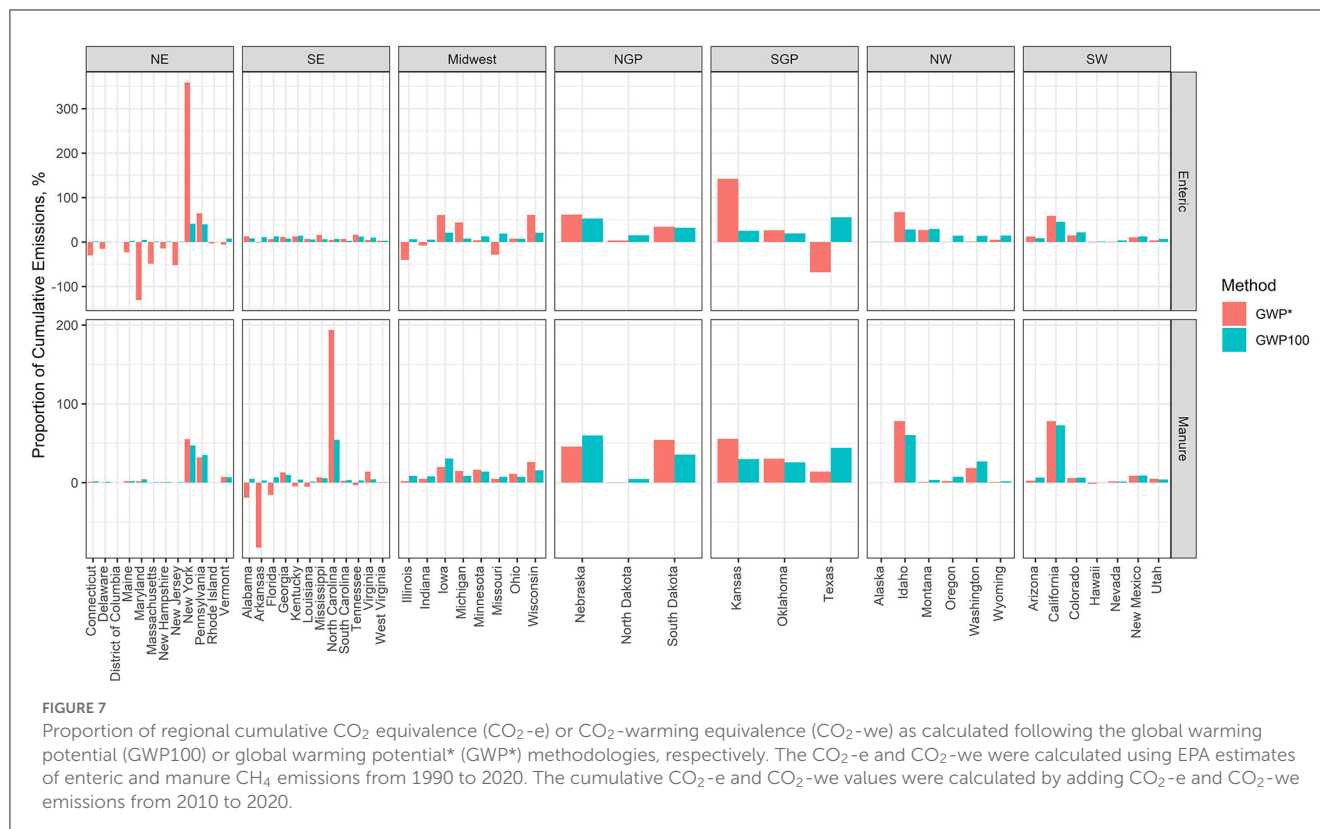 NE
SE
Midwest
NGP
SGP
NW
SW
Proportion of Cumulative Emissions, %
300
200
100
0
-100
Enteric
200
100
0
Manure
Method
GWP*
GWP100
Connecticut
Delaware
District of Columbia
Maine
Maryland
Massachusetts
New Hampshire
New Jersey
New York
Pennsylvania
Rhode Island
Vermont
Alabama
Arkansas
Florida
Georgia
Kentucky
Louisiana
Mississippi
North Carolina
South Carolina
Tennessee
Virginia
West Virginia
Illinois
Indiana
Iowa
Michigan
Minnesota
Missouri
Ohio
Wisconsin
Nebraska
North Dakota
South Dakota
Kansas
Oklahoma
Texas
Alaska
Idaho
Montana
Oregon
Washington
Wyoming
Arizona
California
Colorado
Hawaii
Nevada
New Mexico
Utah
FIGURE 7
Proportion of regional cumulative CO₂ equivalence (CO₂-e) or CO₂-warming equivalence (CO₂-we) as calculated following the global warming
potential (GWP100) or global warming potential* (GWP*) methodologies, respectively. The CO₂-e and CO₂-we were calculated using EPA estimates
of enteric and manure CH₄ emissions from 1990 to 2020. The cumulative CO₂-e and CO₂-we values were calculated by adding CO₂-e and CO₂-we
emissions from 2010 to 2020.